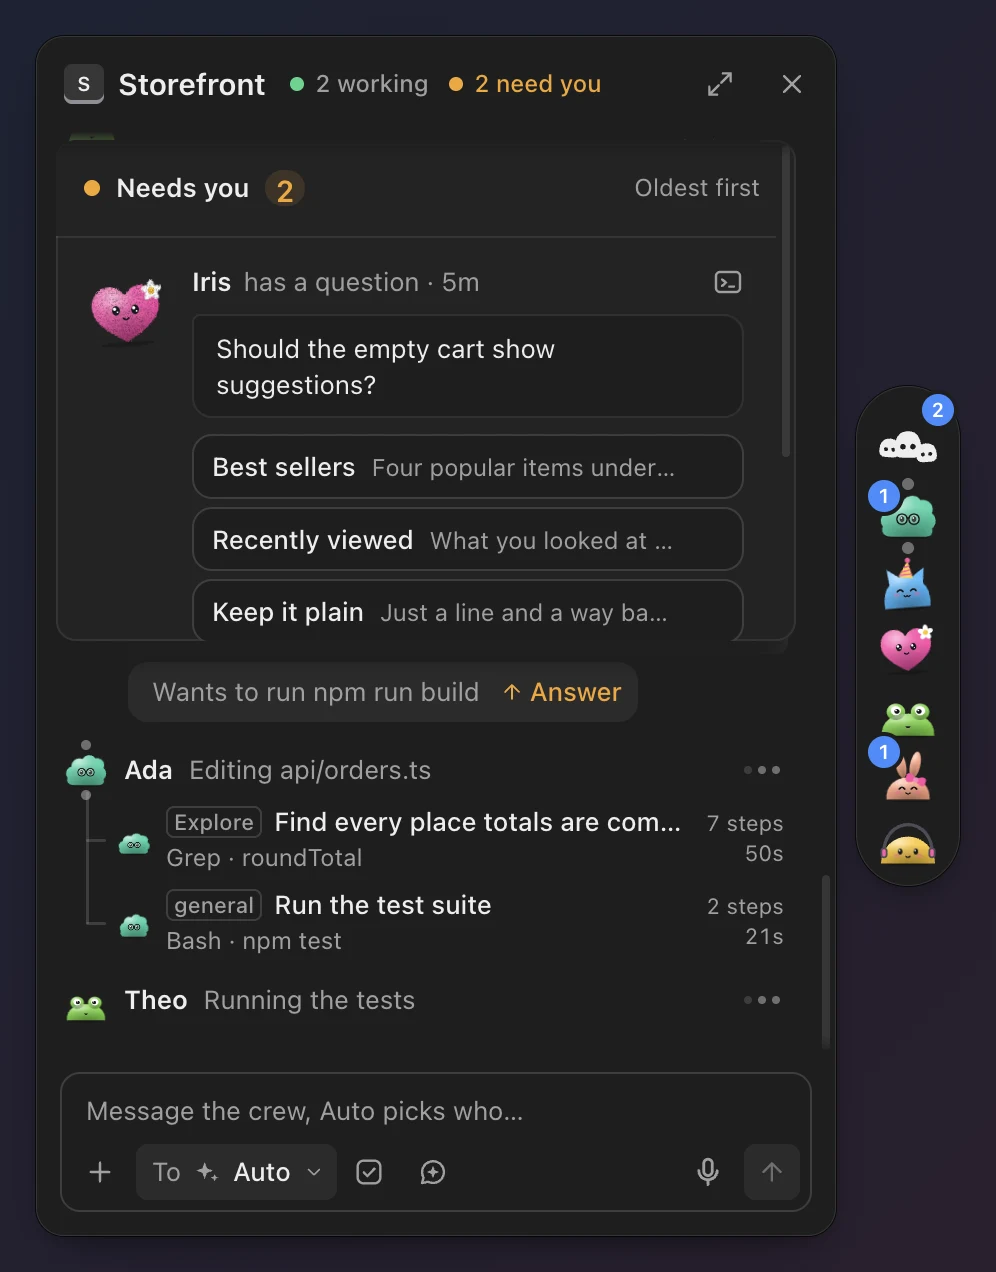 S Storefront 2 working 2 need you
Needs you 2 Oldest first
Iris has a question · 5m
Should the empty cart show
suggestions?
Best sellers Four popular items under...
Recently viewed What you looked at ...
Keep it plain Just a line and a way ba...
Wants to run npm run build ↑ Answer
Ada Editing api/orders.ts
Explore Find every place totals are com... 7 steps
Grep · roundTotal 50s
general Run the test suite 2 steps
Bash · npm test 21s
Theo Running the tests
Message the crew, Auto picks who...
To Auto
2
1
1